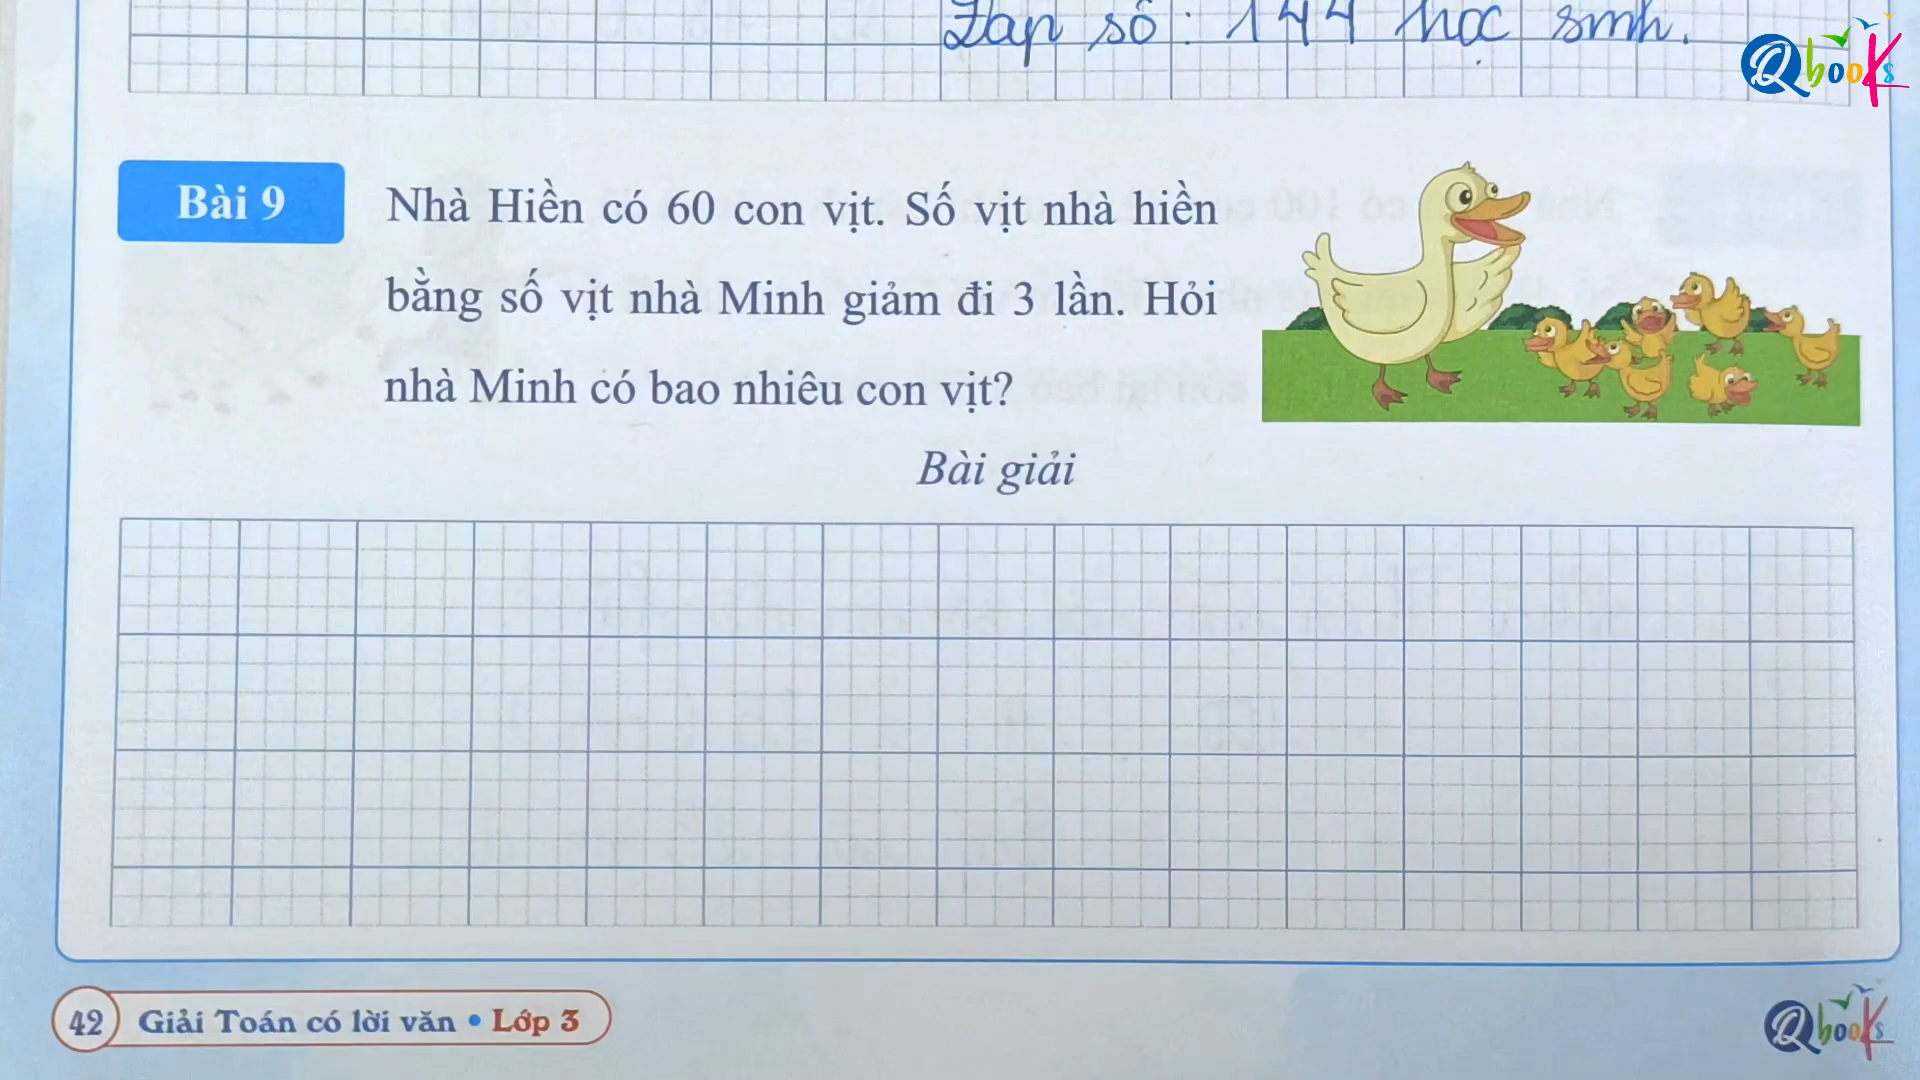 Đáp số : 144 học sinh.
Qbooks
Bài 9
Nhà Hiền có 60 con vịt. Số vịt nhà hiền
bằng số vịt nhà Minh giảm đi 3 lần. Hỏi
nhà Minh có bao nhiêu con vịt?
Bài giải
42 Giải Toán có lời văn • Lớp 3
Qbooks